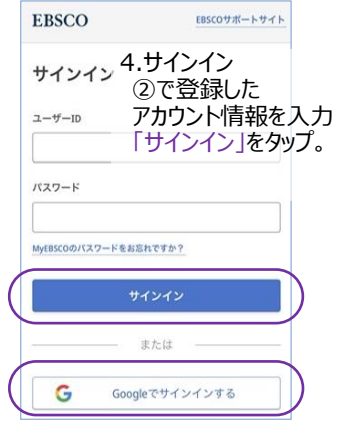 EBSCO
EBSCOサポートサイト
サインイン
4.サインイン
②で登録した
アカウント情報を入力
「サインイン」をタップ。
ユーザーID
パスワード
MyEBSCOのパスワードをお忘れですか？
サインイン
または
Googleでサインインする